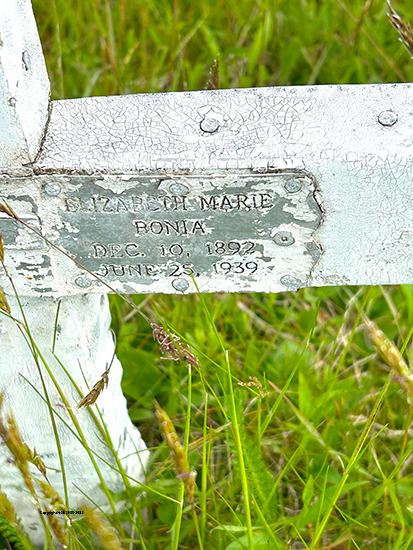 ELIZABETH MARIE
BONIA
DEC. 10, 1892
JUNE 25, 1939